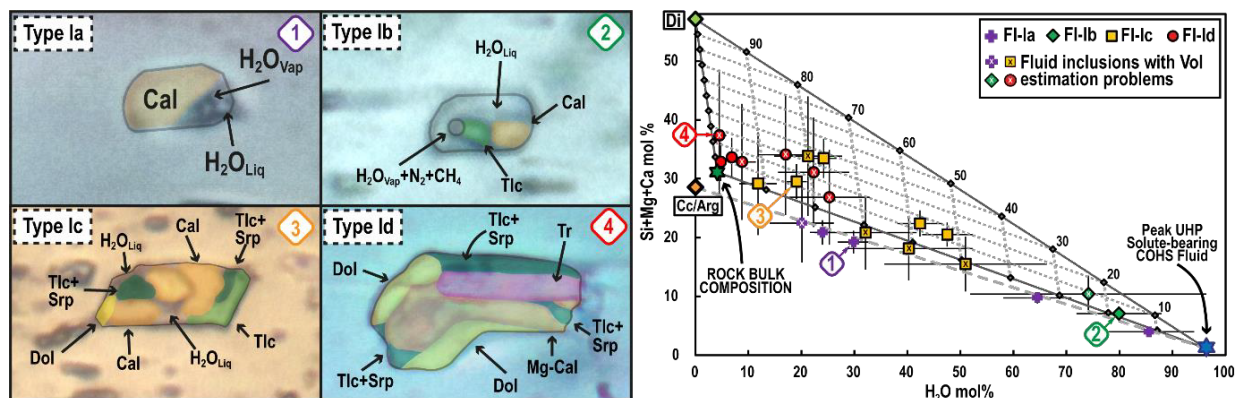 Type Ia
1
Cal
H₂OVap
H₂OLiq
Type Ib
2
H₂OLiq
Cal
H₂OVap+N₂+CH₄
Tlc
Type Ic
3
H₂OLiq
Cal
Tlc+
Srp
Tlc+
Srp
Dol
Cal
H₂OLiq
Tlc
Type Id
4
Tlc+
Srp
Tr
Dol
Tlc+
Srp
Tlc+Srp
Dol
Mg-Cal
Si+Mg+Ca mol %
50
40
30
20
10
0
Di
Cc/Arg
90
80
70
60
50
40
30
20
10
FI-Ia
FI-Ib
FI-Ic
FI-Id
Fluid inclusions with Vol
estimation problems
4
3
1
2
ROCK BULK
COMPOSITION
Peak UHP
Solute-bearing
COHS Fluid
0 10 20 30 40 50 60 70 80 90 100
H₂O mol%